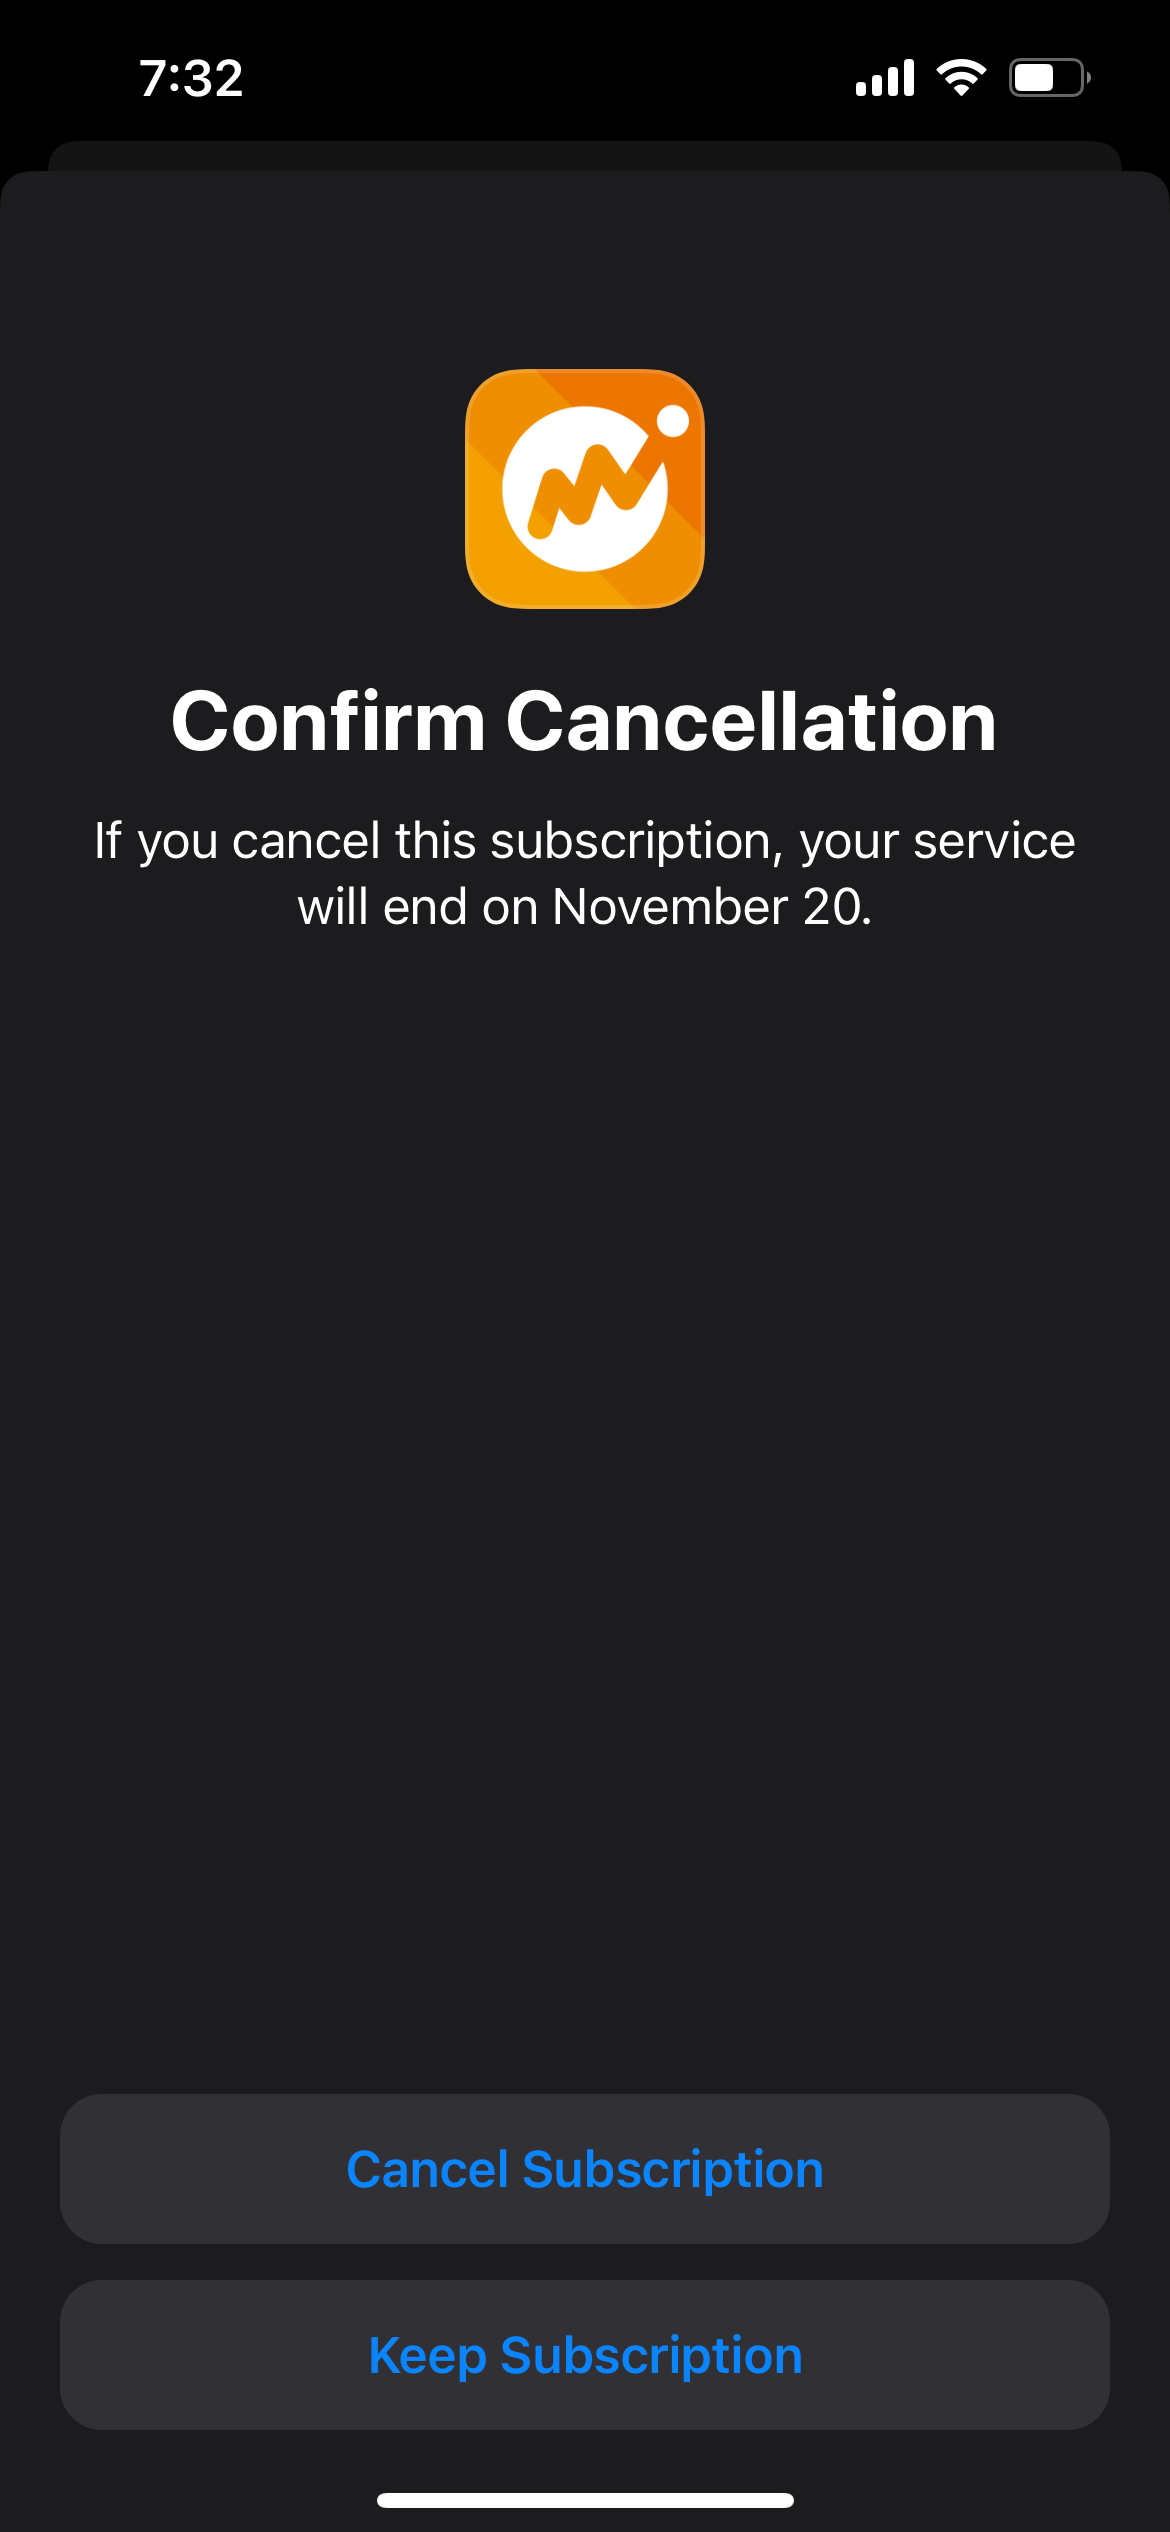 7:32
Confirm Cancellation
If you cancel this subscription, your service
will end on November 20.
Cancel Subscription
Keep Subscription